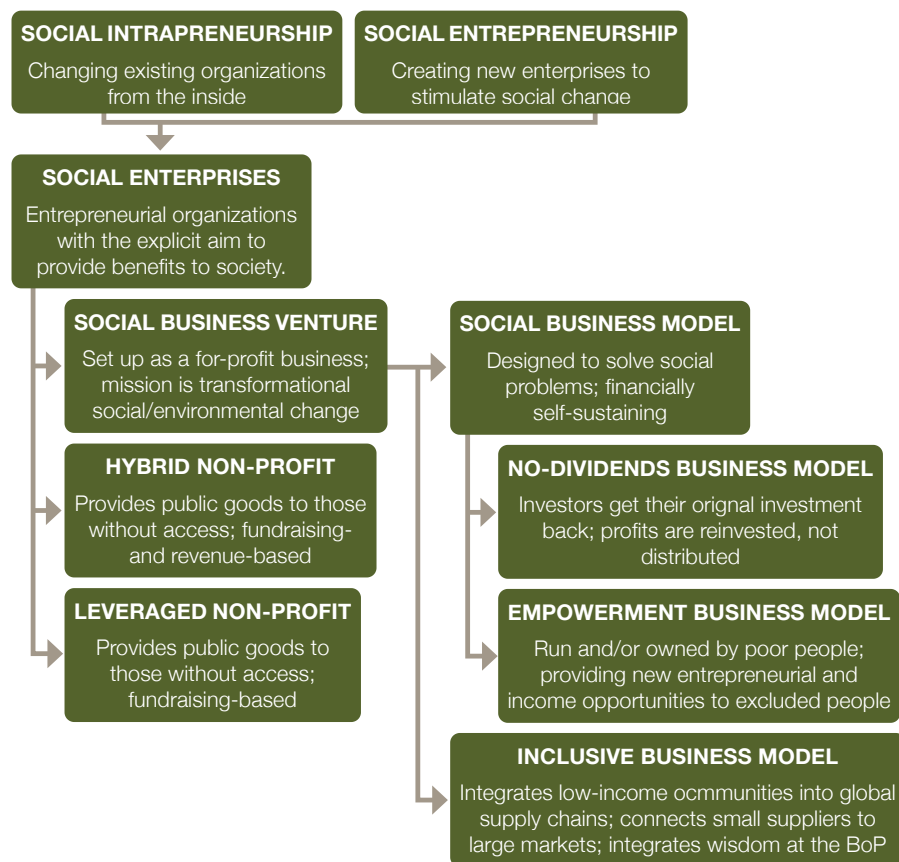 SOCIAL INTRAPRENEURSHIP
Changing existing organizations
from the inside
SOCIAL ENTREPRENEURSHIP
Creating new enterprises to
stimulate social change
SOCIAL ENTERPRISES
Entrepreneurial organizations
with the explicit aim to
provide benefits to society.
SOCIAL BUSINESS VENTURE
Set up as a for-profit business;
mission is transformational
social/environmental change
HYBRID NON-PROFIT
Provides public goods to those
without access; fundraising-
and revenue-based
LEVERAGED NON-PROFIT
Provides public goods to
those without access;
fundraising-based
SOCIAL BUSINESS MODEL
Designed to solve social
problems; financially
self-sustaining
NO-DIVIDENDS BUSINESS MODEL
Investors get their orignal investment
back; profits are reinvested, not
distributed
EMPOWERMENT BUSINESS MODEL
Run and/or owned by poor people;
providing new entrepreneurial and
income opportunities to excluded people
INCLUSIVE BUSINESS MODEL
Integrates low-income ocmmunities into global
supply chains; connects small suppliers to
large markets; integrates wisdom at the BoP